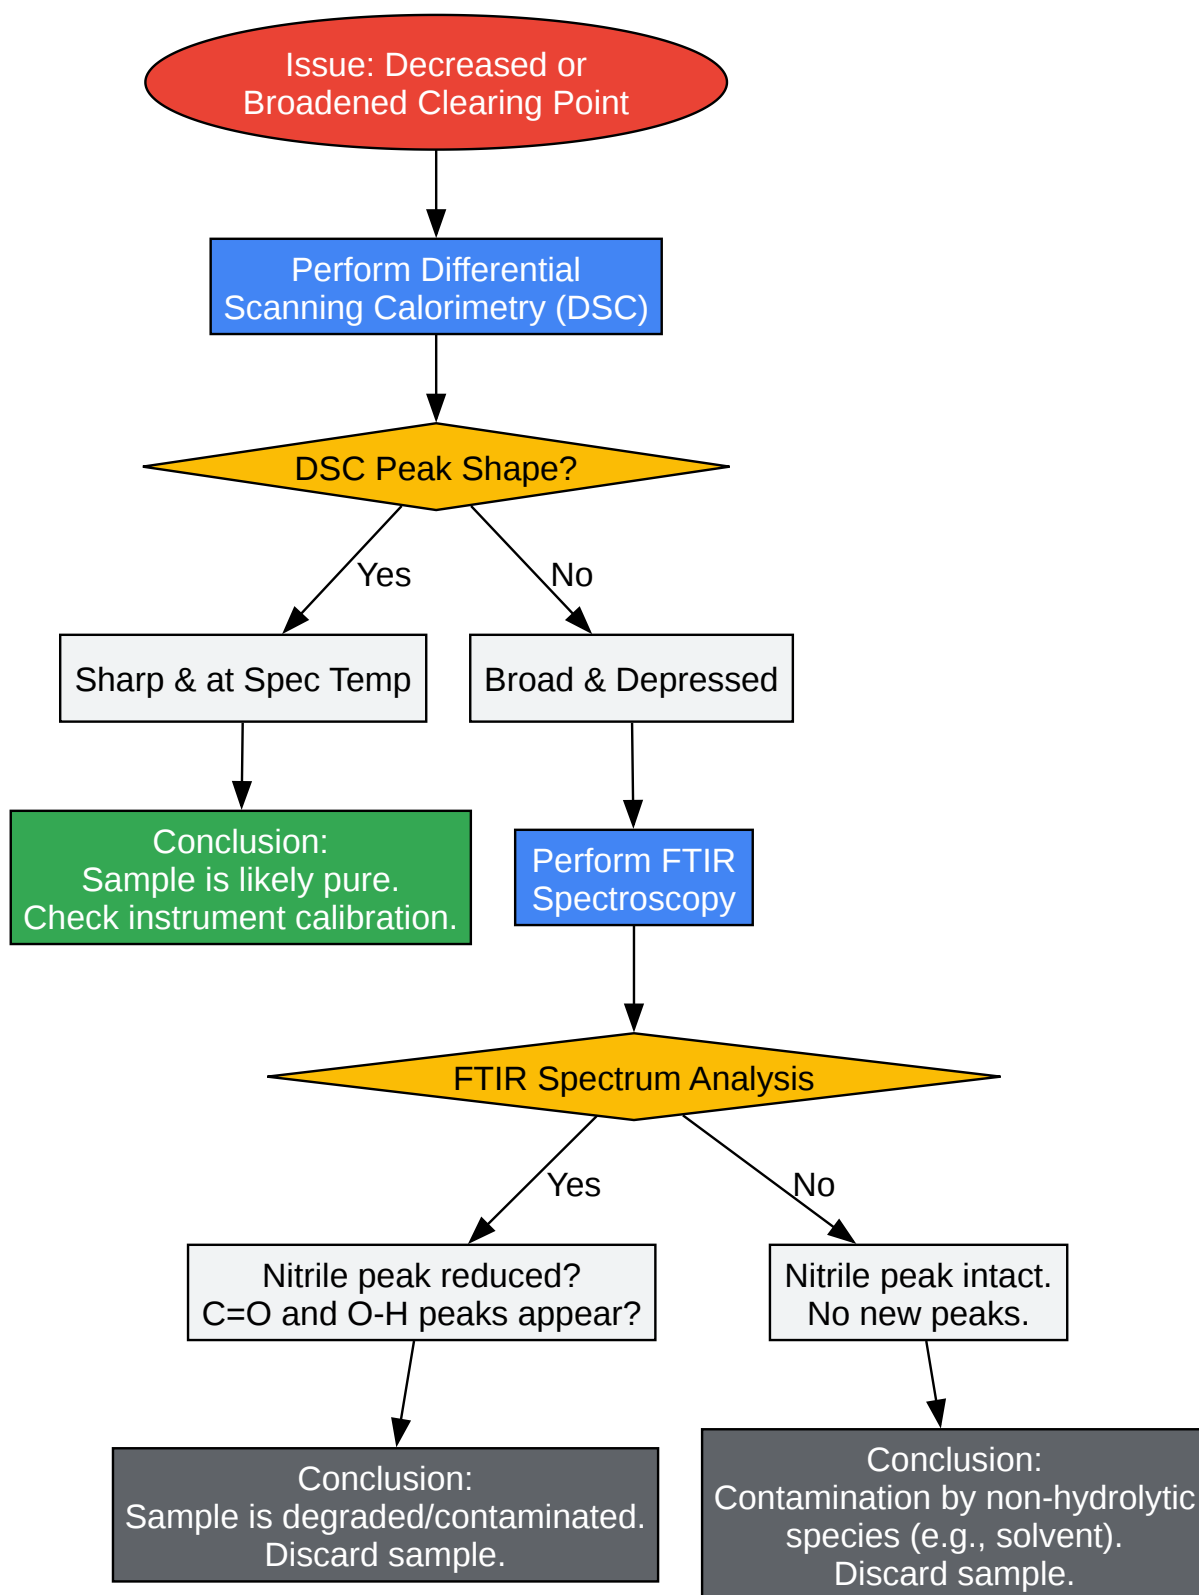 Issue: Decreased or
Broadened Clearing Point
Perform Differential
Scanning Calorimetry (DSC)
DSC Peak Shape?
Yes
No
Sharp & at Spec Temp
Broad & Depressed
Conclusion:
Sample is likely pure.
Check instrument calibration.
Perform FTIR
Spectroscopy
FTIR Spectrum Analysis
Yes
No
Nitrile peak reduced?
C=O and O-H peaks appear?
Nitrile peak intact.
No new peaks.
Conclusion:
Sample is degraded/contaminated.
Discard sample.
Conclusion:
Contamination by non-hydrolytic
species (e.g., solvent).
Discard sample.